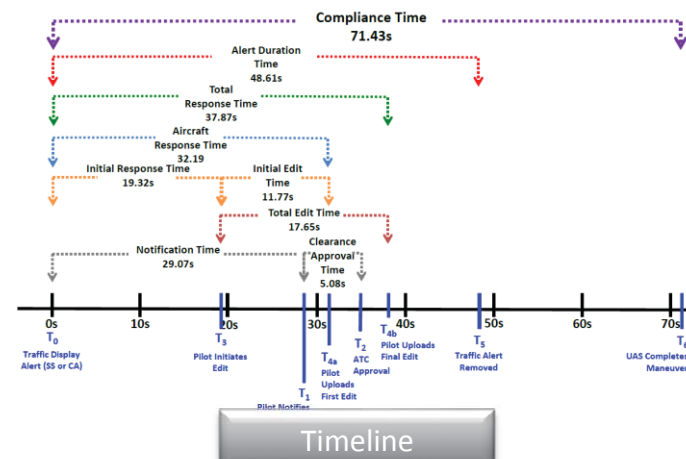 Compliance Time
71.43s
Alert Duration
Time
48.61s
Total
Response Time
37.87s
Aircraft
Response Time
32.19
Initial Response Time
19.32s
Initial Edit
Time
11.77s
Total Edit Time
17.65s
Notification Time
29.07s
Clearance
Approval
Time
5.08s
0s
10s
20s
30s
40s
50s
60s
70s
T0
Traffic Display
Alert (SS or CA)
T3
Pilot Initiates
Edit
T1
Pilot Notifies
T4a
Pilot
Uploads
First Edit
T2
ATC
Approval
T4b
Pilot Uploads
Final Edit
T5
Traffic Alert
Removed
UAS Completes
Maneuver
Timeline